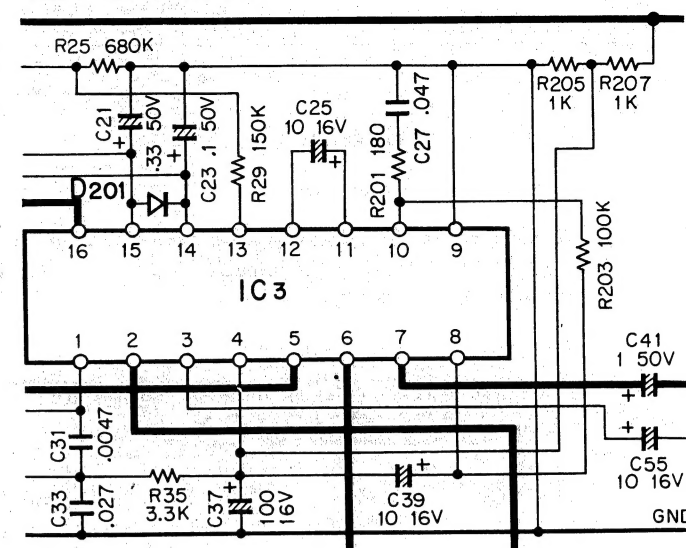 R25 680K
R205
1K
R207
1K
C21
50V
.33
50V
C23 .1
R29 150K
C25
10 16V
.047
C27
R201 180
D201
R203 100K
16 15 14 13 12 11 10 9
IC3
1 2 3 4 5 6 7 8
C41
1 50V
C31
.0047
C33
.027
R35
3.3K
C37
100
16V
C39
10 16V
C55
10 16V
GND